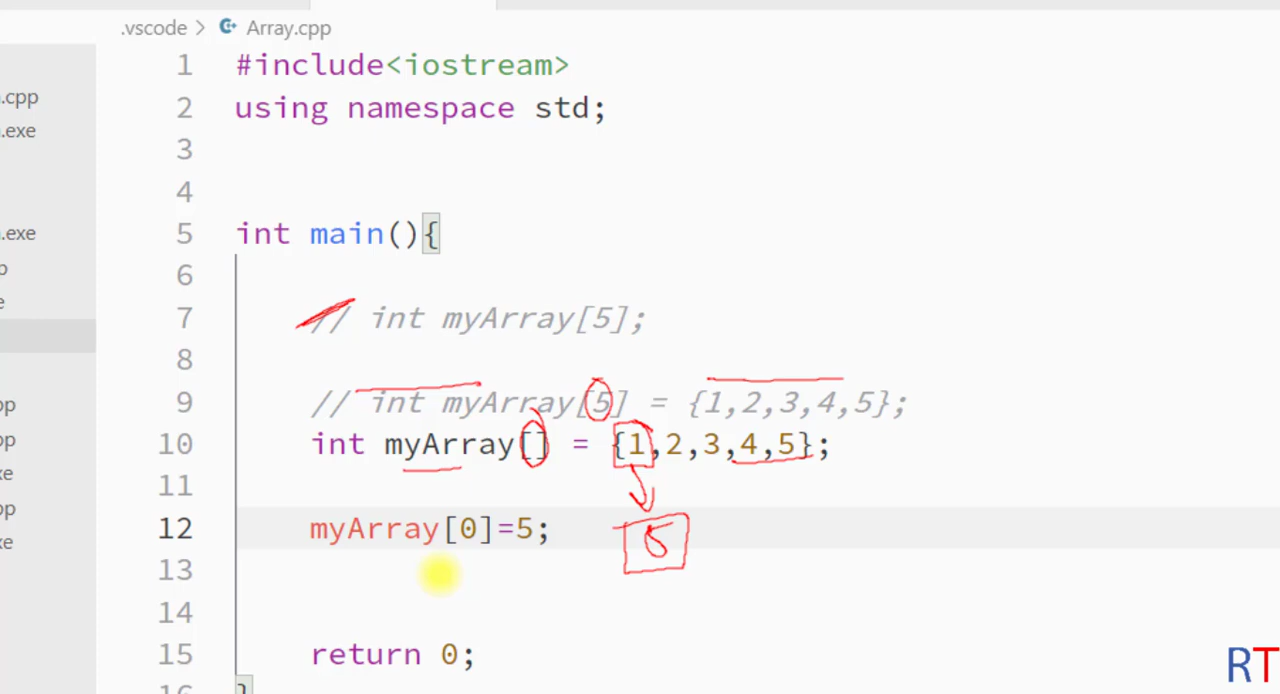 .vscode > Array.cpp
1 #include<iostream>
.cpp
2 using namespace std;
.exe
3
4
.exe
5 int main(){
6
7 // int myArray[5];
8
9 // int myArray[5] = {1,2,3,4,5};
10 int myArray[] = {1,2,3,4,5};
11
12 myArray[0]=5;
5
13
14
15 return 0;
16 }
RT